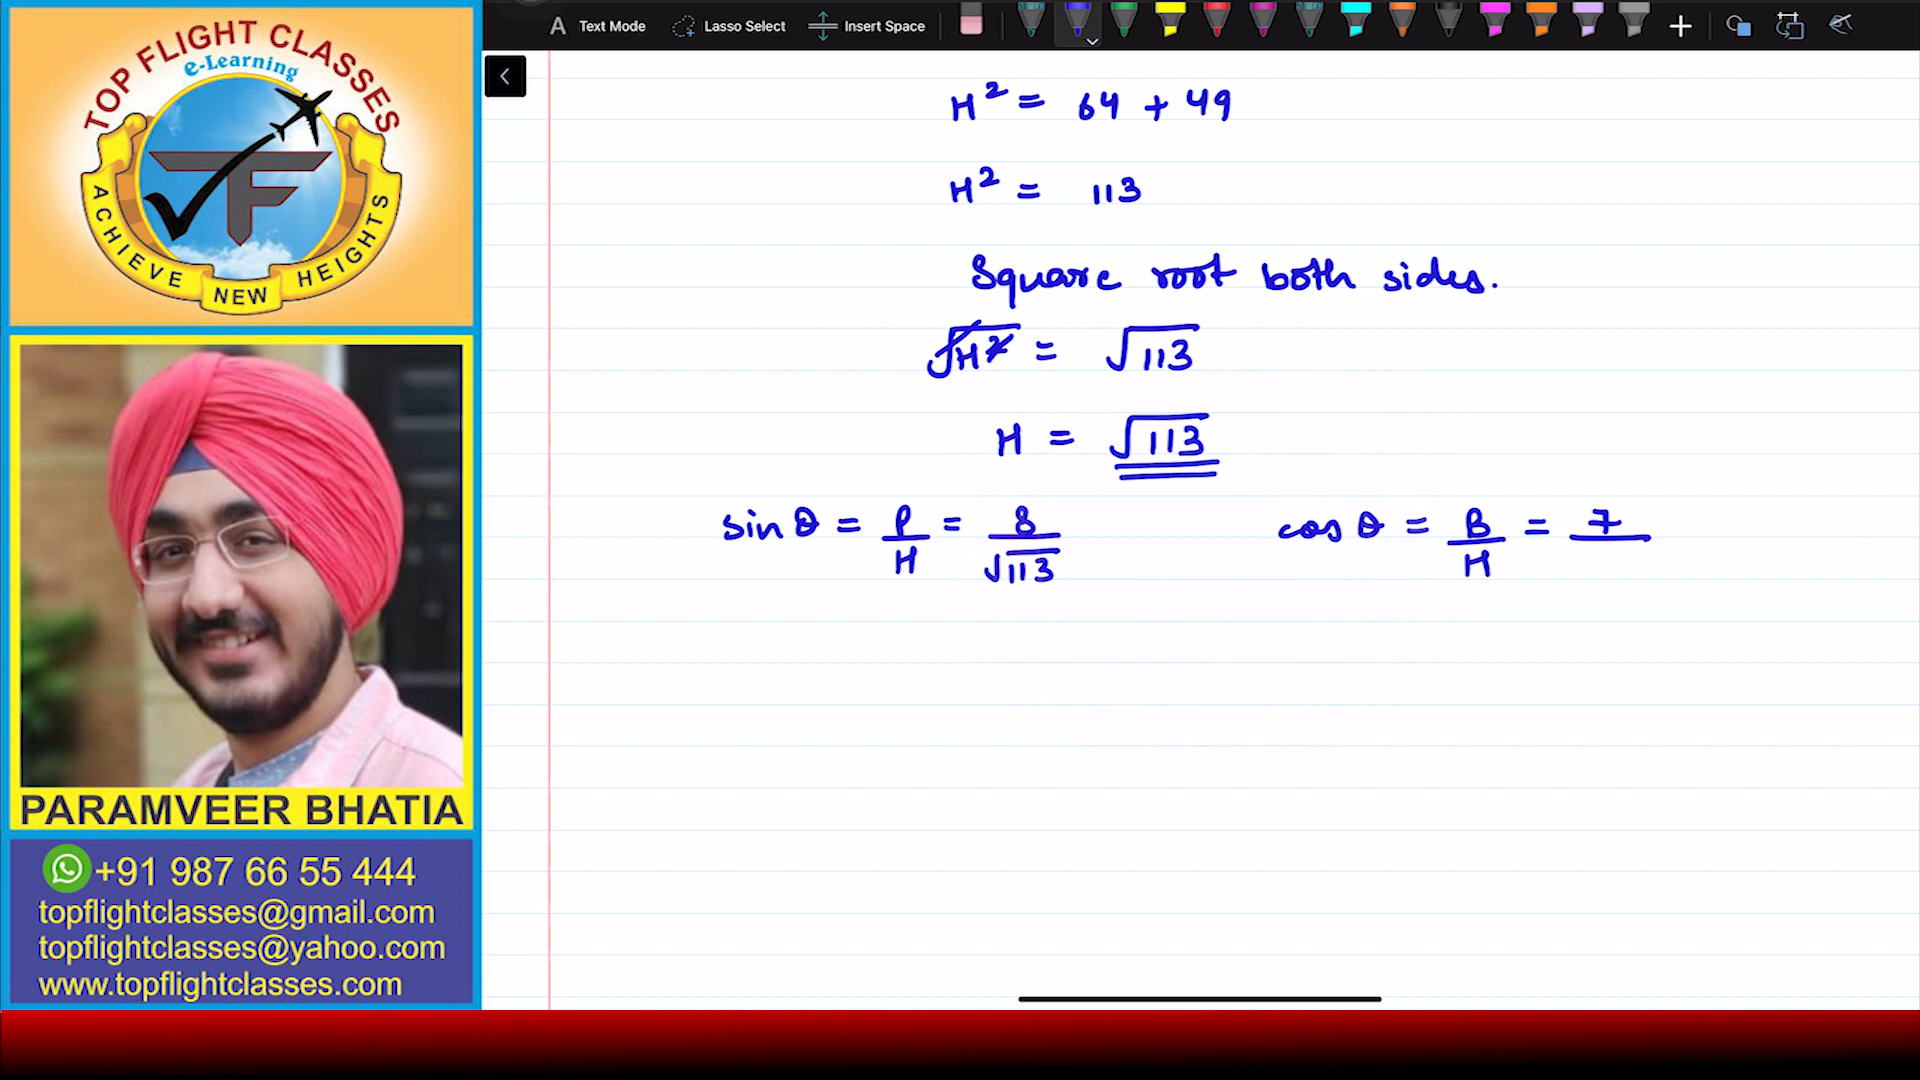 TOP FLIGHT CLASSES
e-Learning
TF
ACHIEVE NEW HEIGHTS
PARAMVEER BHATIA
+91 987 66 55 444
topflightclasses@gmail.com
topflightclasses@yahoo.com
www.topflightclasses.com
A Text Mode Lasso Select Insert Space
H² = 64 + 49
H² = 113
Square root both sides.
√H² = √113
H = √113
sin θ = P/H = 8/√113 cos θ = B/H = 7/